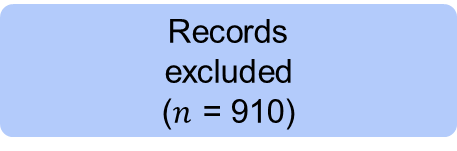 Records
excluded
(n = 910)